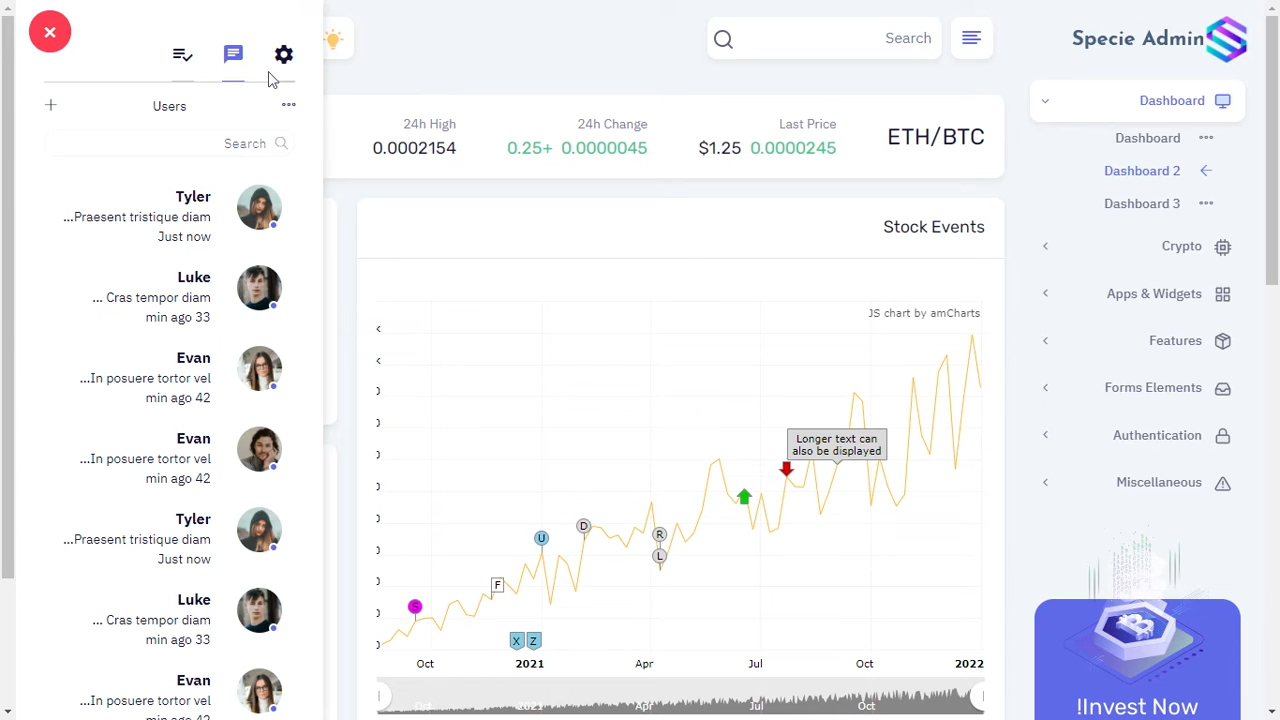 Search
Specie Admin
Users
Search
Tyler
...Praesent tristique diam
Just now
Luke
... Cras tempor diam
min ago 33
Evan
...In posuere tortor vel
min ago 42
Evan
...In posuere tortor vel
min ago 42
Tyler
...Praesent tristique diam
Just now
Luke
... Cras tempor diam
min ago 33
Evan
...In posuere tortor vel
24h High
0.0002154
24h Change
0.25+ 0.0000045
Last Price
$1.25 0.0000245
ETH/BTC
Stock Events
JS chart by amCharts
Longer text can
also be displayed
S
F
X
Z
U
D
R
L
Oct
2021
Apr
Jul
Oct
2022
Oct
2021
Apr
Jul
Oct
Dashboard
Dashboard
Dashboard 2
Dashboard 3
Crypto
Apps & Widgets
Features
Forms Elements
Authentication
Miscellaneous
!Invest Now